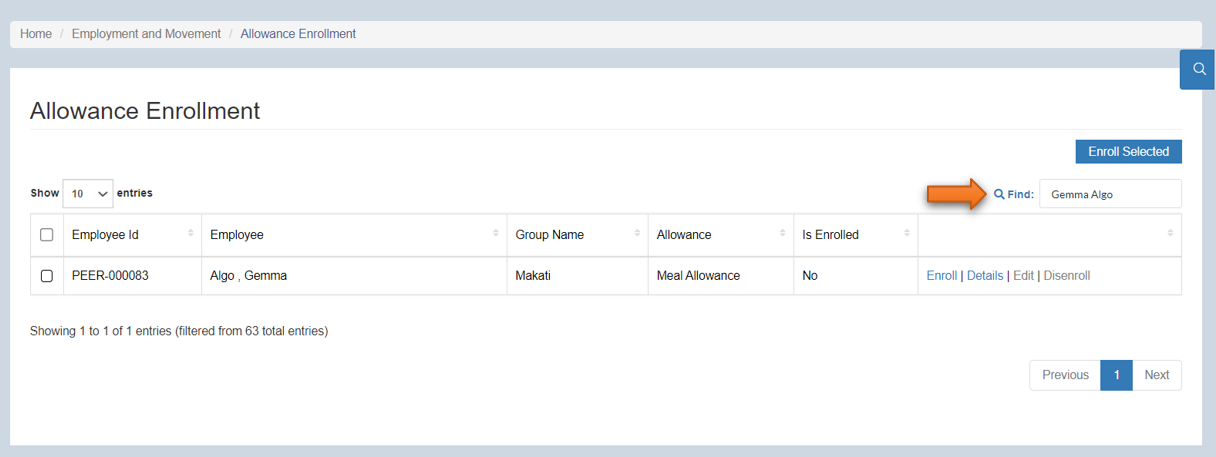 Home / Employment and Movement / Allowance Enrollment
Allowance Enrollment
Enroll Selected
Show 10 entries Find: Gemma Algo
Employee Id Employee Group Name Allowance Is Enrolled
PEER-000083 Algo , Gemma Makati Meal Allowance No Enroll | Details | Edit | Disenroll
Showing 1 to 1 of 1 entries (filtered from 63 total entries)
Previous 1 Next